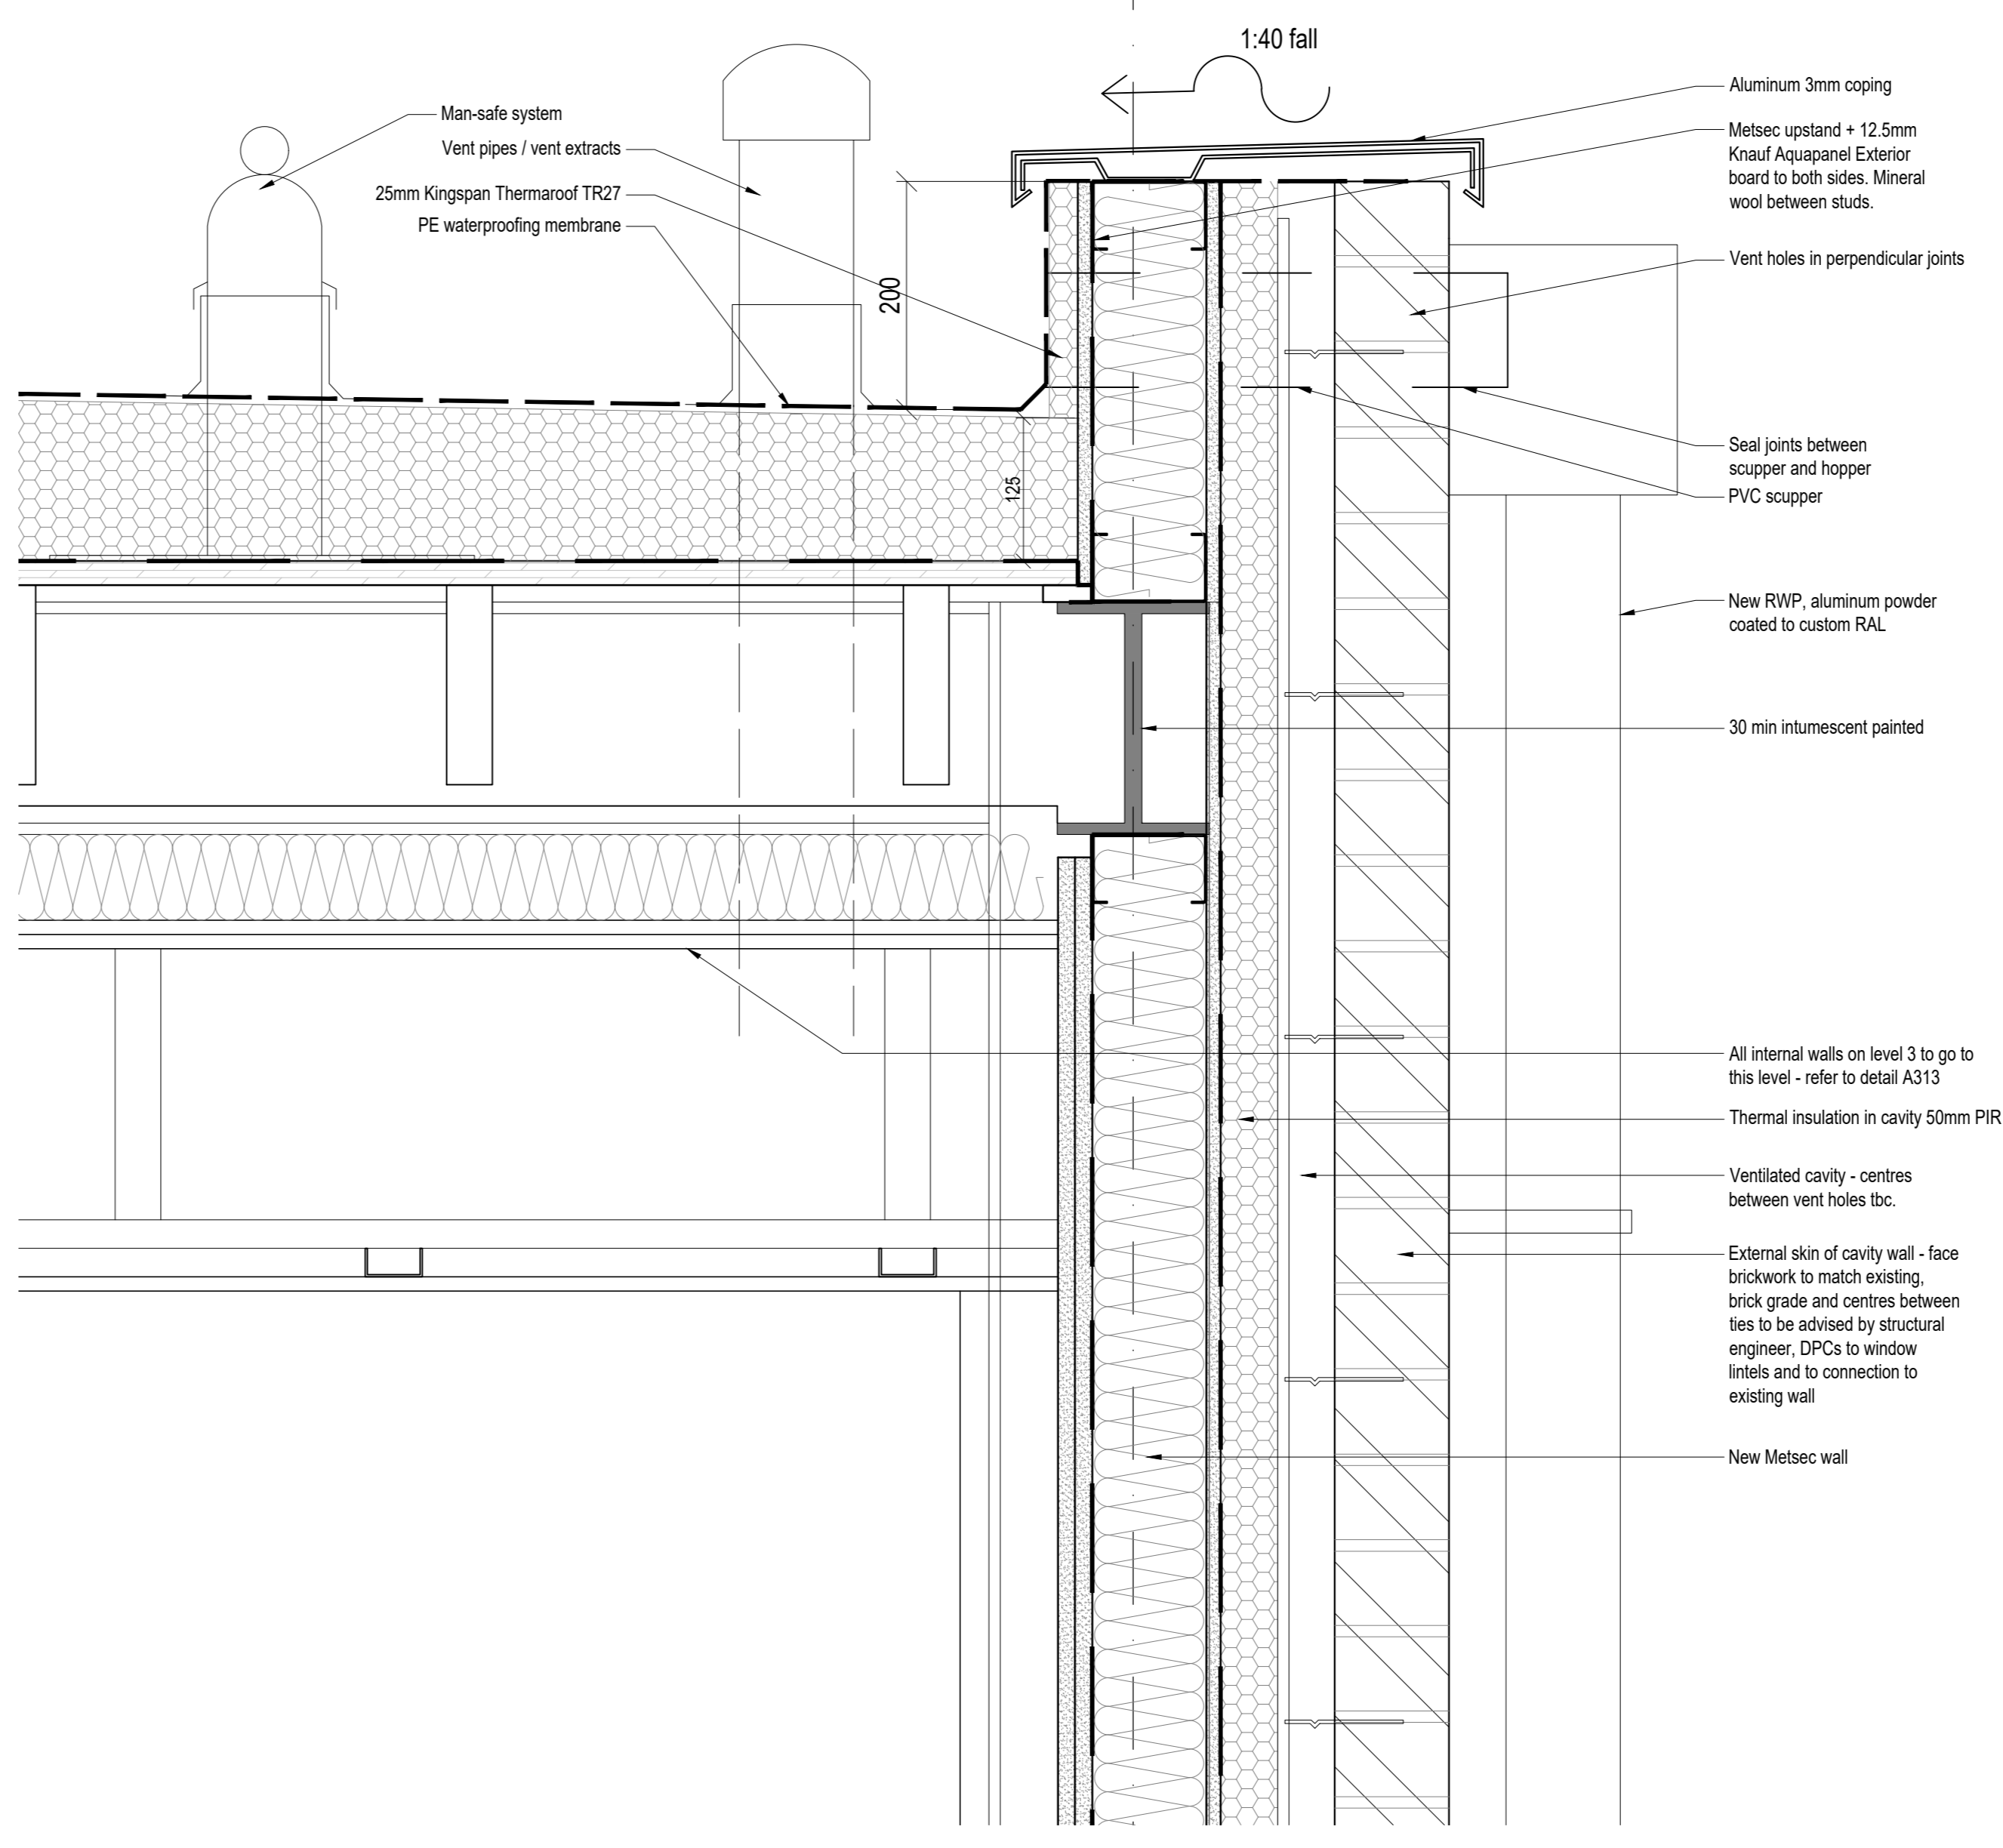 1:40 fall
Man-safe system
Vent pipes / vent extracts
25mm Kingspan Thermaroof TR27
PE waterproofing membrane
200
125
Aluminum 3mm coping
Metsec upstand + 12.5mm
Knauf Aquapanel Exterior
board to both sides. Mineral
wool between studs.
Vent holes in perpendicular joints
Seal joints between
scupper and hopper
PVC scupper
New RWP, aluminum powder
coated to custom RAL
30 min intumescent painted
All internal walls on level 3 to go to
this level - refer to detail A313
Thermal insulation in cavity 50mm PIR
Ventilated cavity - centres
between vent holes tbc.
External skin of cavity wall - face
brickwork to match existing,
brick grade and centres between
ties to be advised by structural
engineer, DPCs to window
lintels and to connection to
existing wall
New Metsec wall